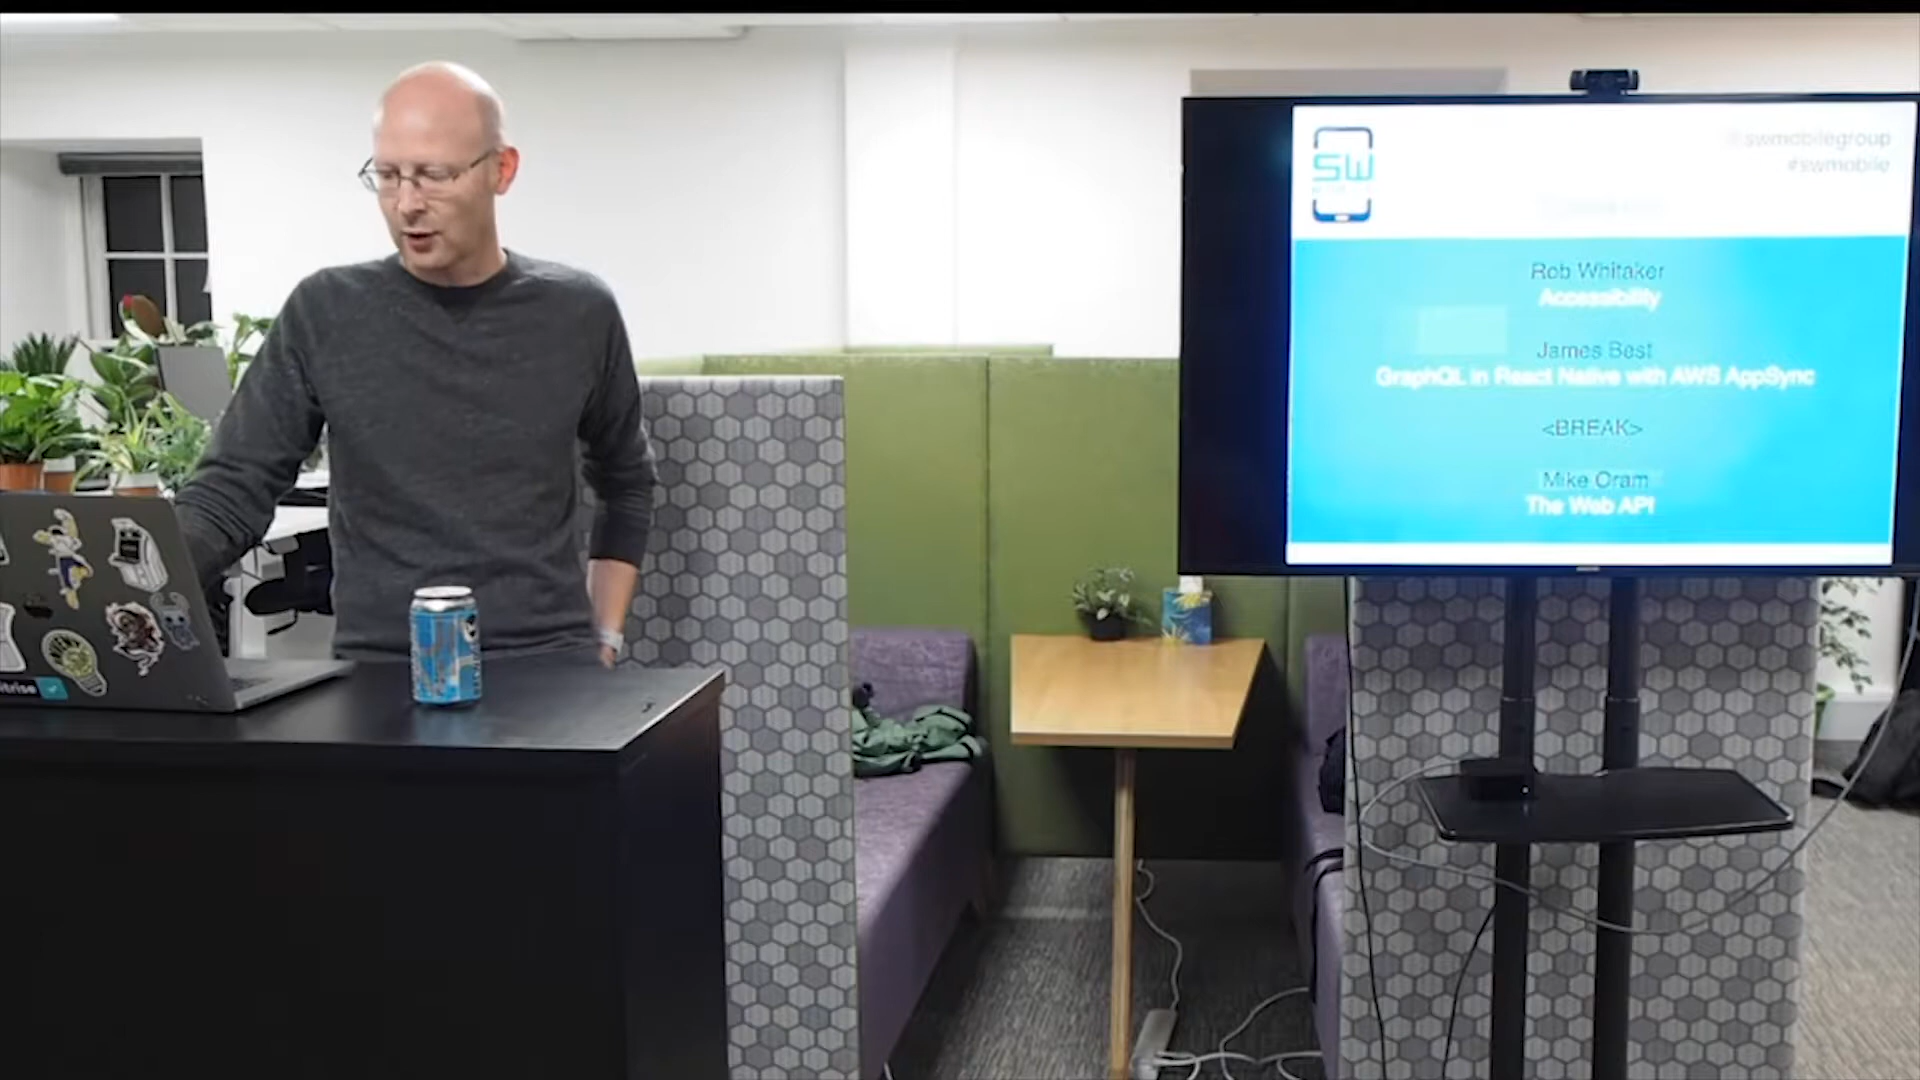 SW
swmobilegroup
#swmobile
Rob Whitaker
Accessibility
James Best
GraphQL in React Native with AWS AppSync
<BREAK>
Mike Oram
The Web API
itrise